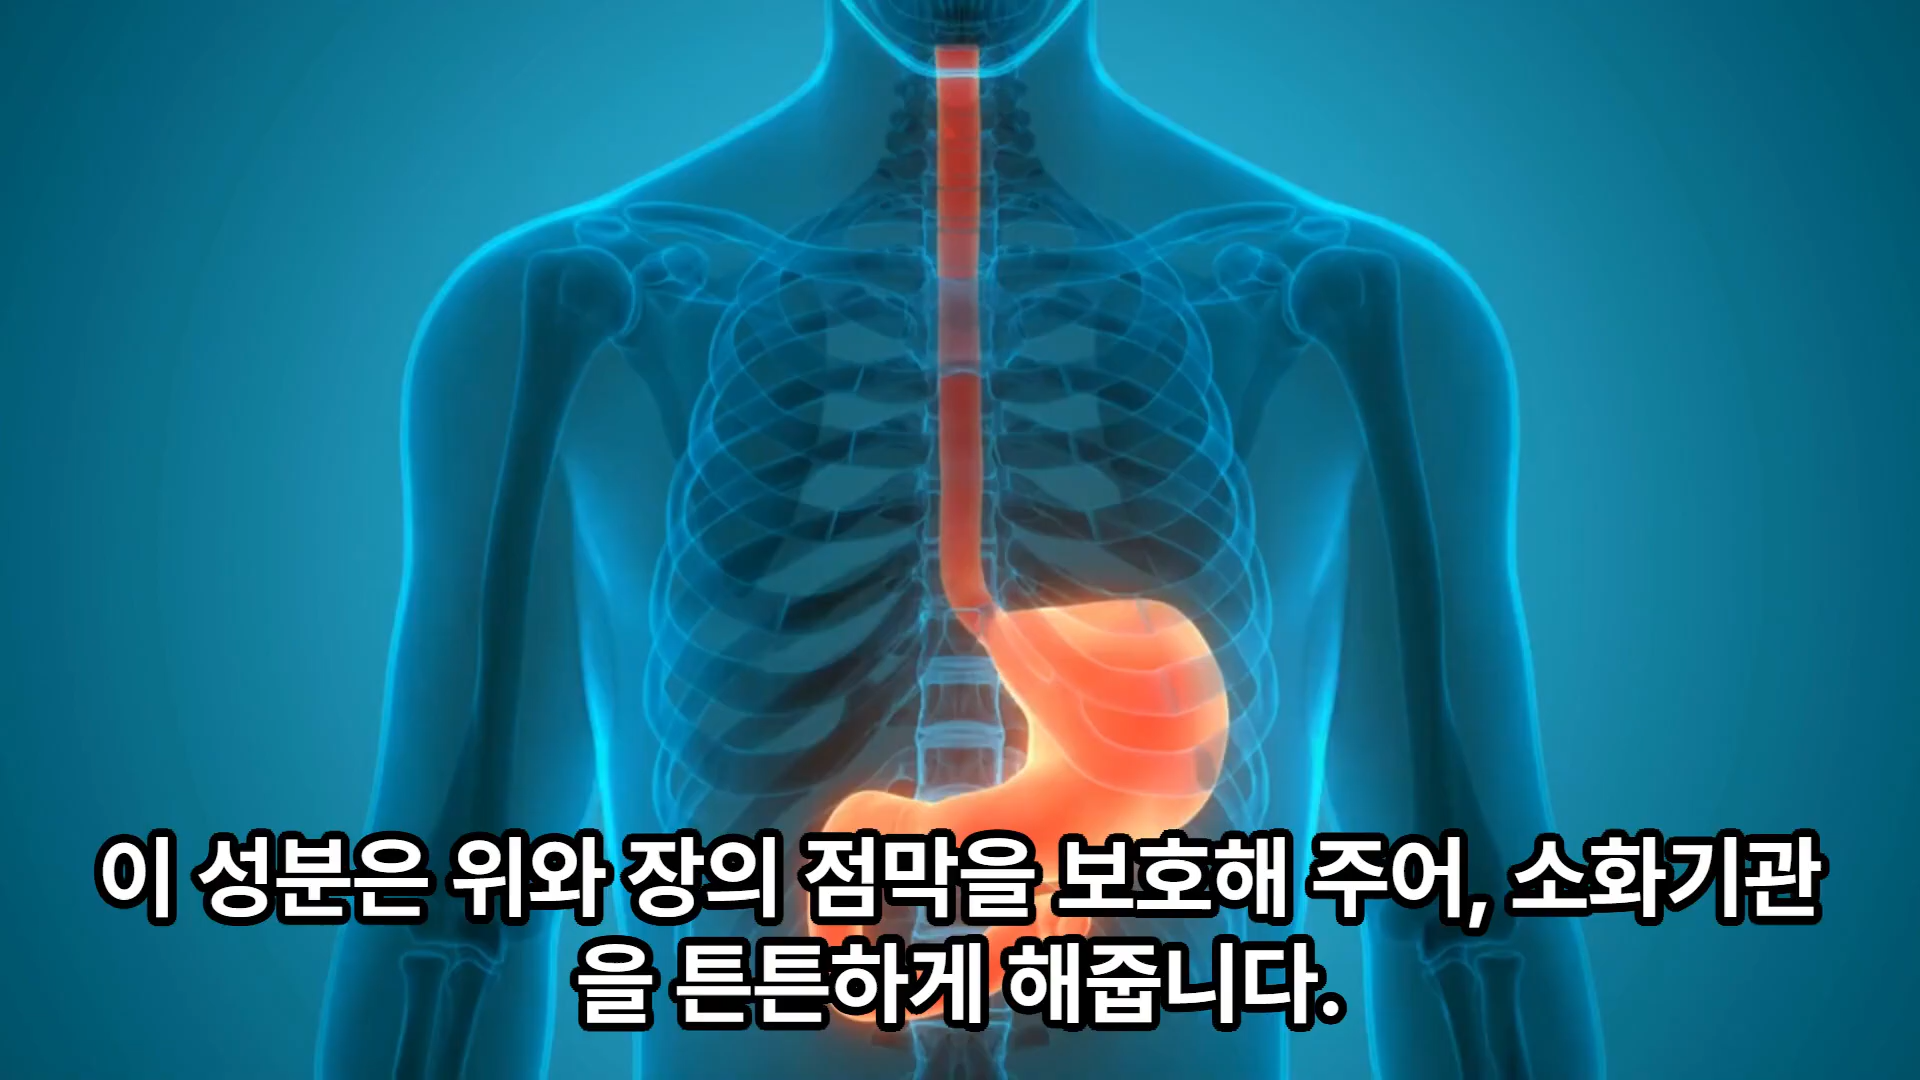 이 성분은 위와 장의 점막을 보호해 주어, 소화기관
을 튼튼하게 해줍니다.